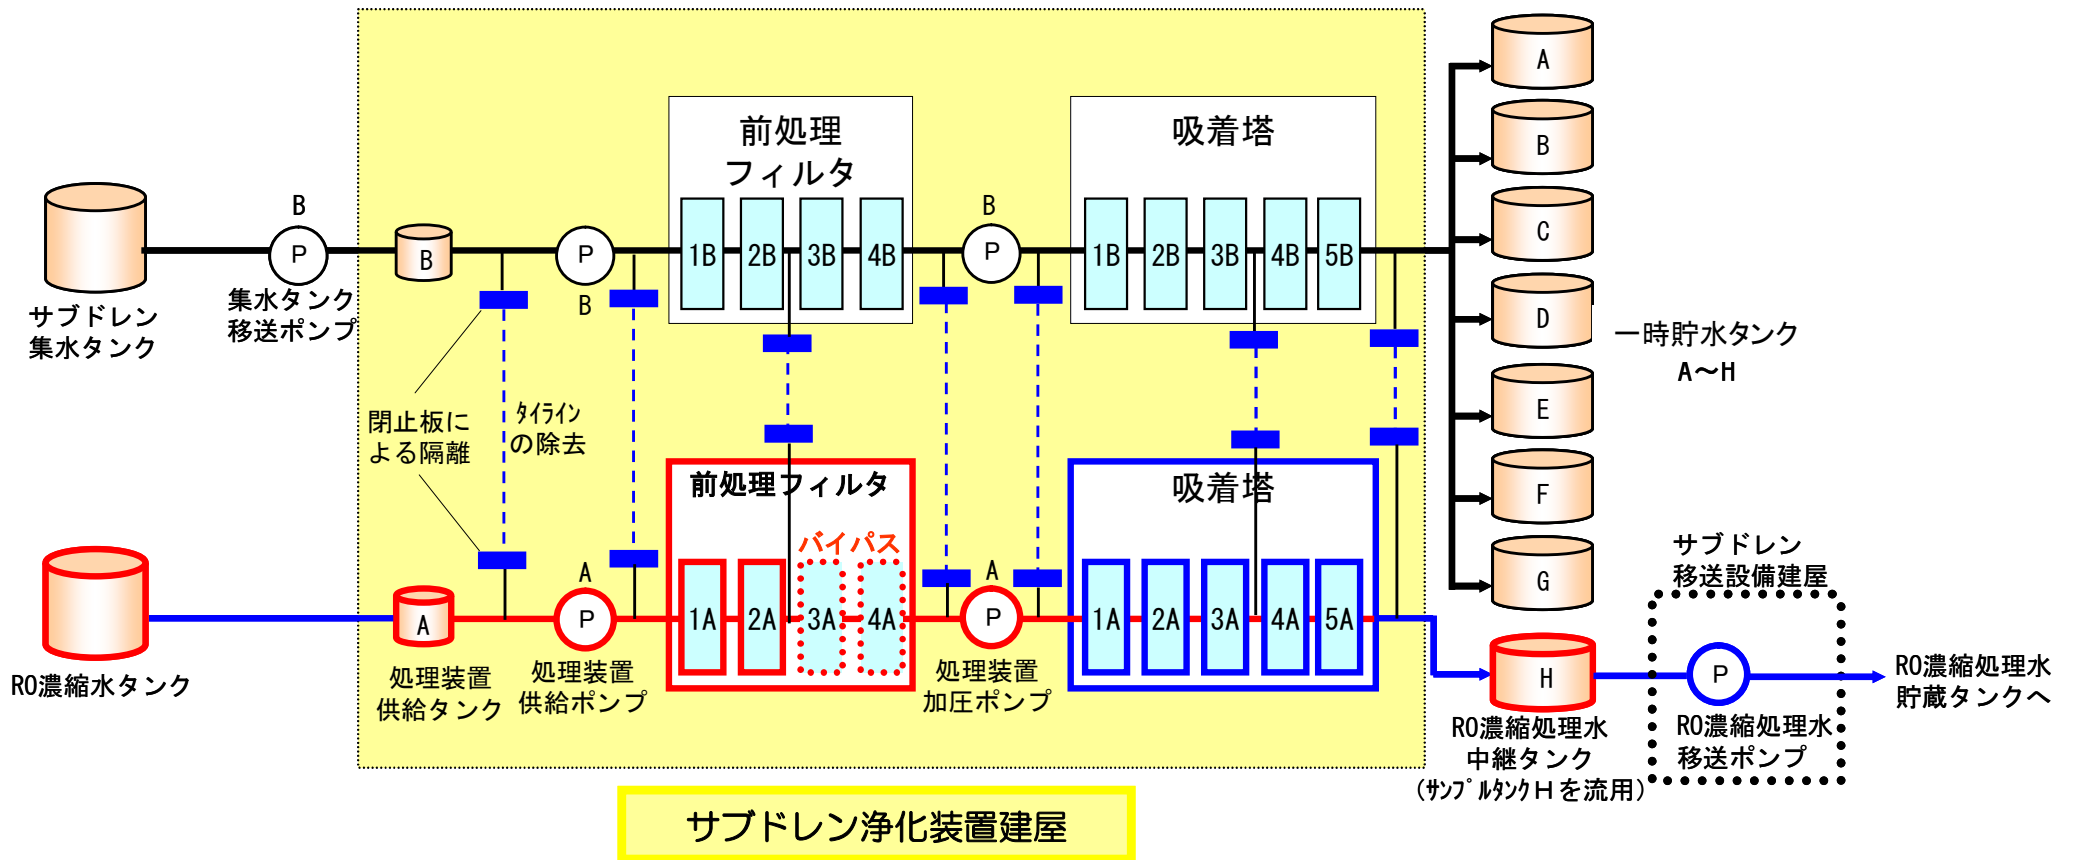 前処理
フィルタ
吸着塔
A
B
C
D
E
F
G
一時貯水タンク
A～H
B
P
B
P
B
1B
2B
3B
4B
B
P
1B
2B
3B
4B
5B
サブドレン
集水タンク
集水タンク
移送ポンプ
閉止板に
よる隔離
ﾀｲﾗｲﾝ
の除去
前処理フィルタ
バイパス
吸着塔
A
A
P
1A
2A
3A
4A
A
P
1A
2A
3A
4A
5A
RO濃縮水タンク
処理装置
供給タンク
処理装置
供給ポンプ
処理装置
加圧ポンプ
H
RO濃縮処理水
中継タンク
(ｻﾝﾌﾟﾙﾀﾝｸHを流用)
サブドレン
移送設備建屋
P
RO濃縮処理水
移送ポンプ
RO濃縮処理水
貯蔵タンクへ
サブドレン浄化装置建屋